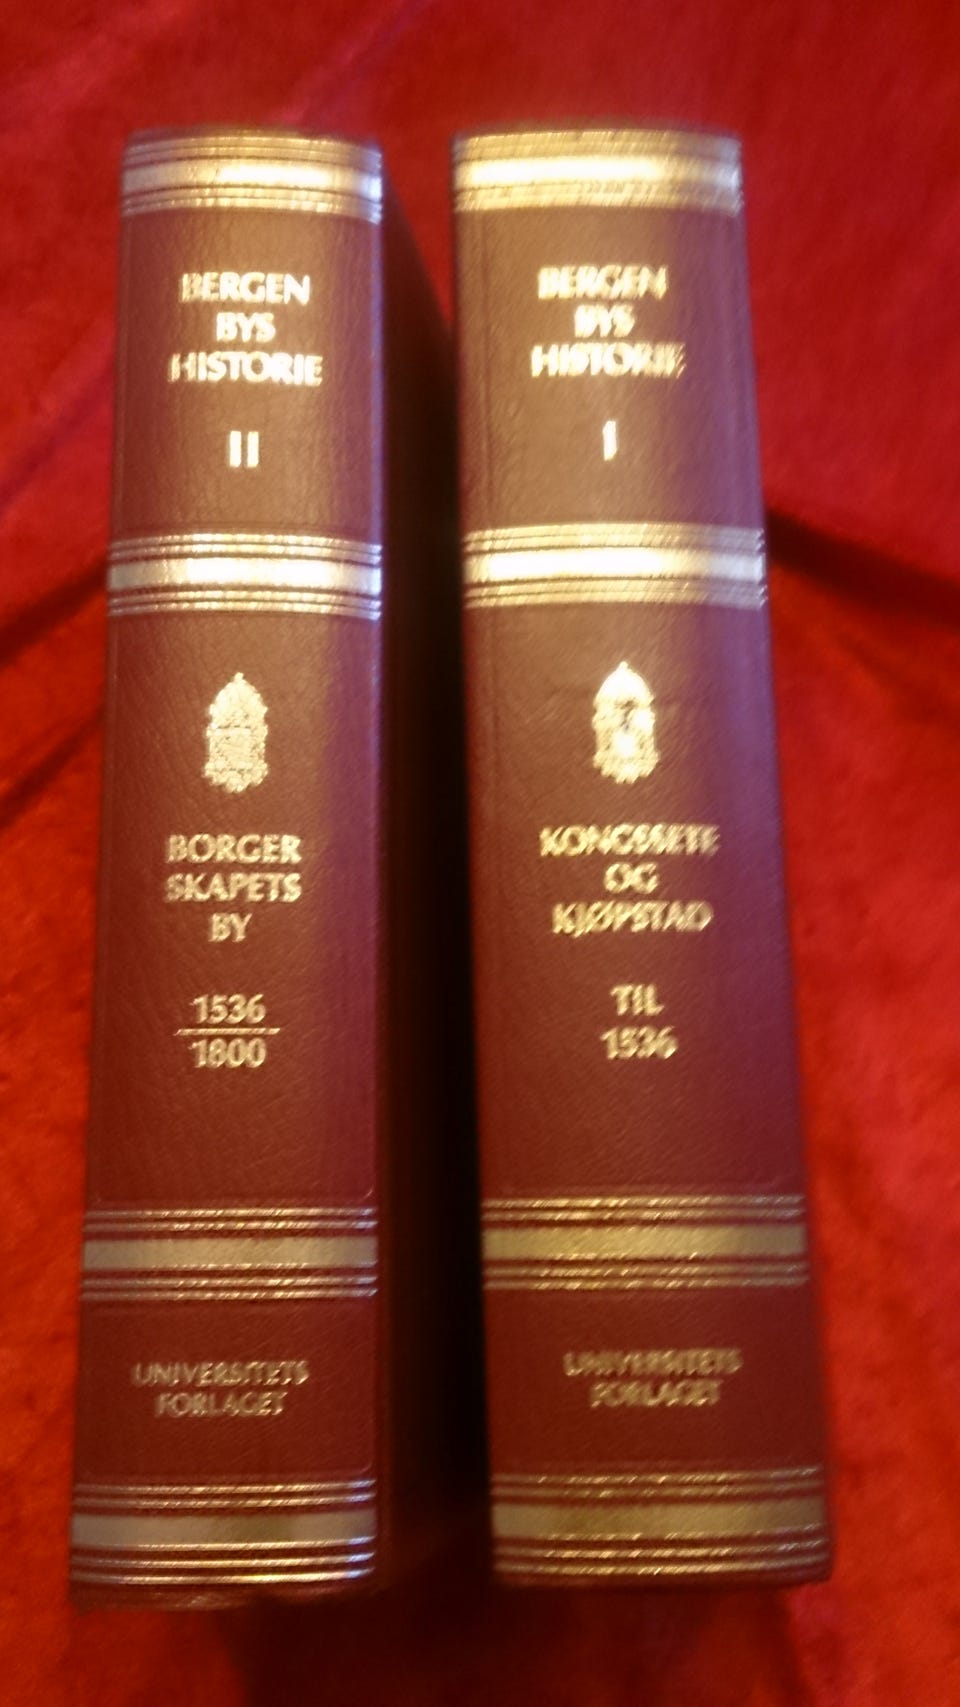 BERGEN
BYS
HISTORIE
II
BORGER
SKAPETS
BY
1536
1800
UNIVERSITETS
FORLAGET
BERGEN
BYS
HISTORIE
I
KONGSSETE
OG
KJØPSTAD
TIL
1536
UNIVERSITETS
FORLAGET